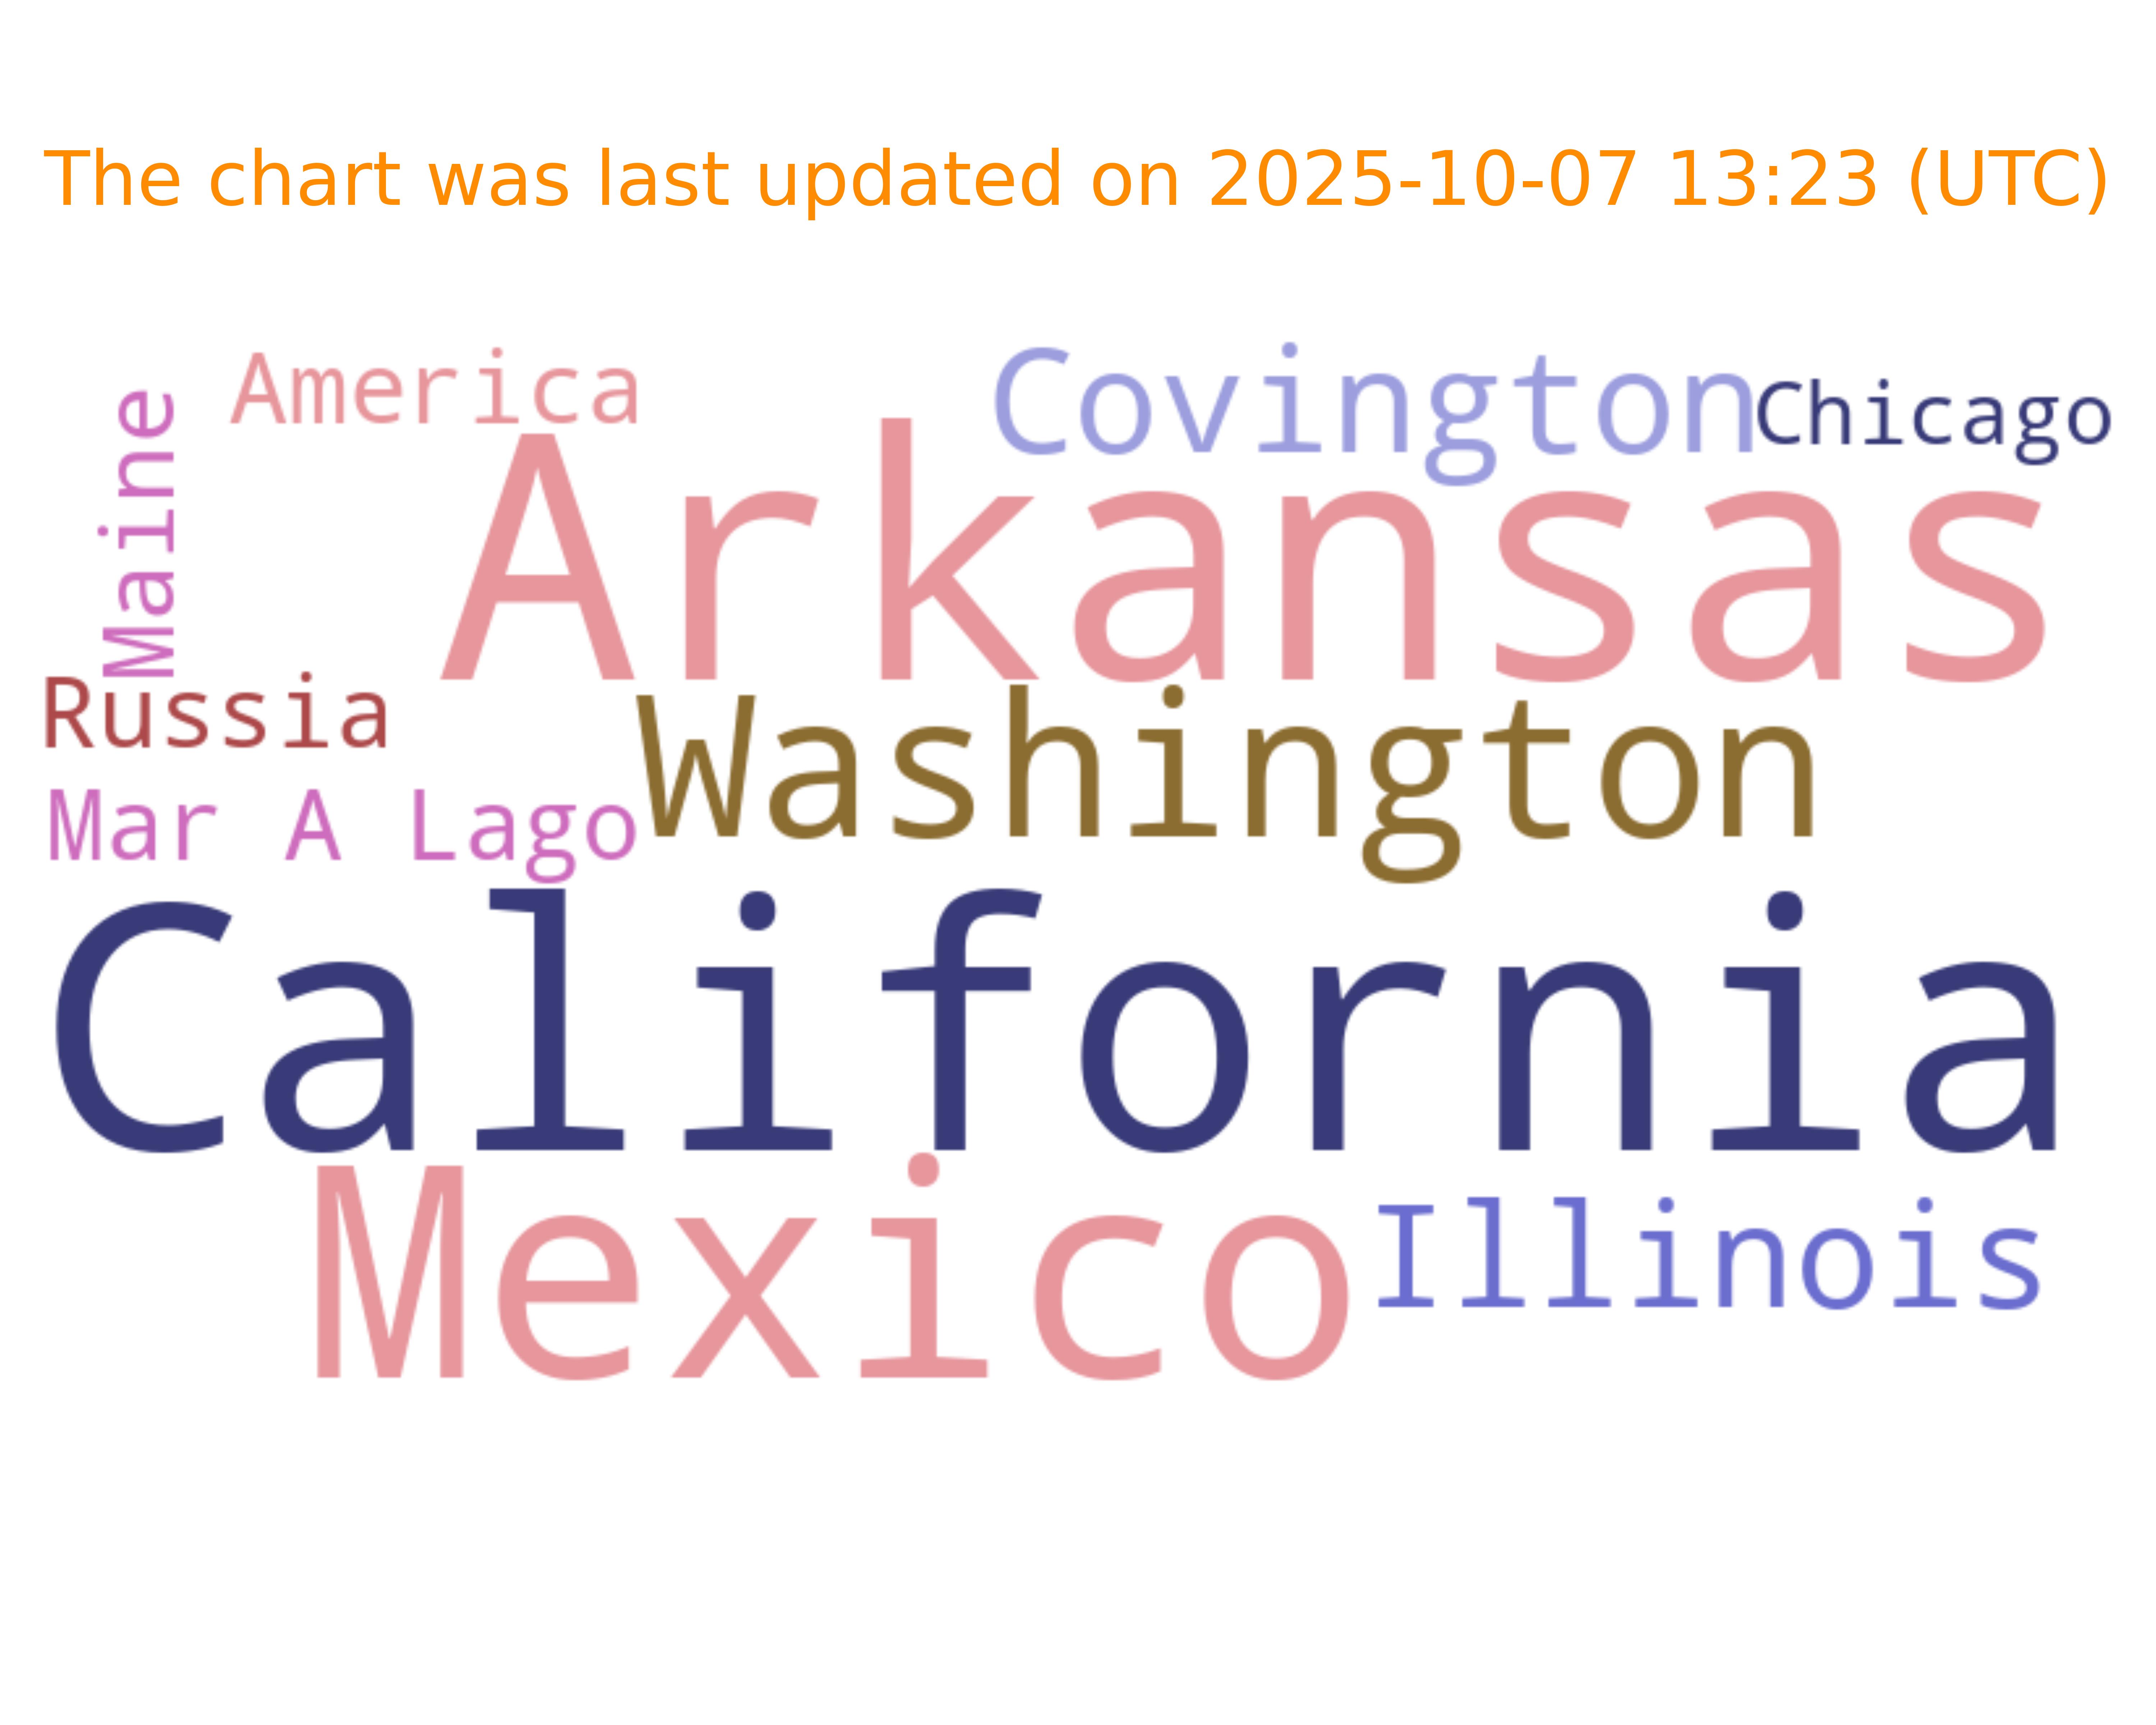 The chart was last updated on 2025-10-07 13:23 (UTC)
America
Covington
Chicago
Maine
Arkansas
Russia
Washington
Mar A Lago
California
Mexico
Illinois